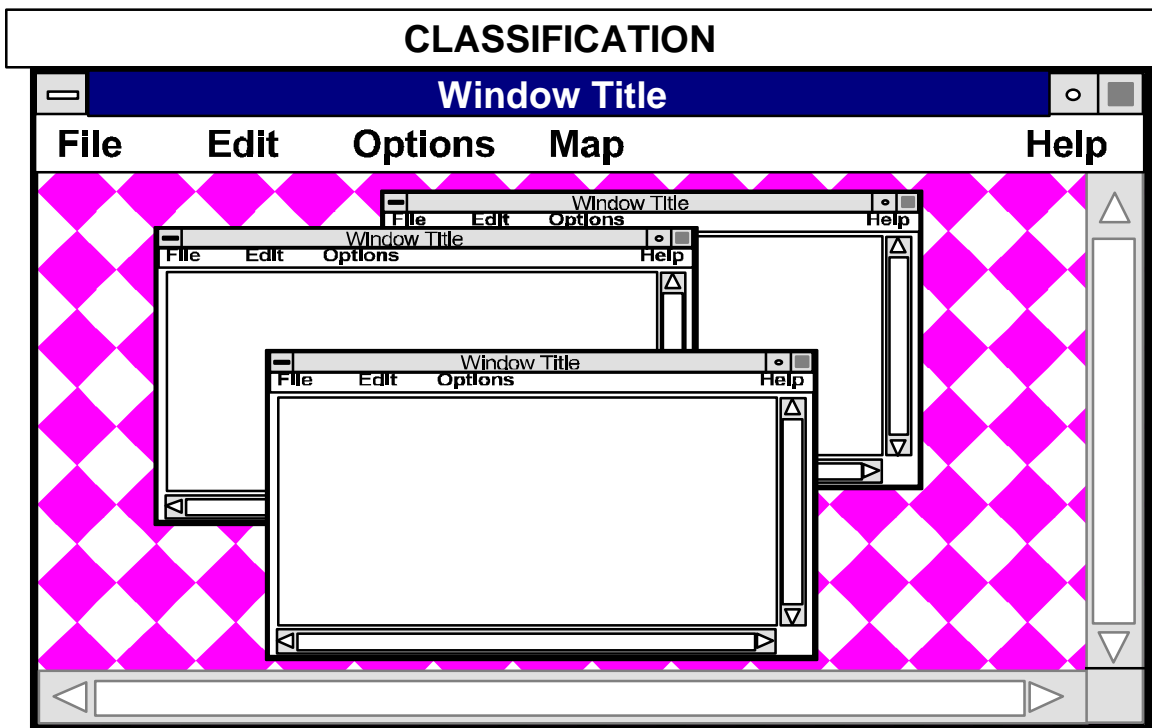 CLASSIFICATION
Window Title
File Edit Options Map Help
Window Title
File Edit Options Help
Window Title
File Edit Options Help
Window Title
File Edit Options Help